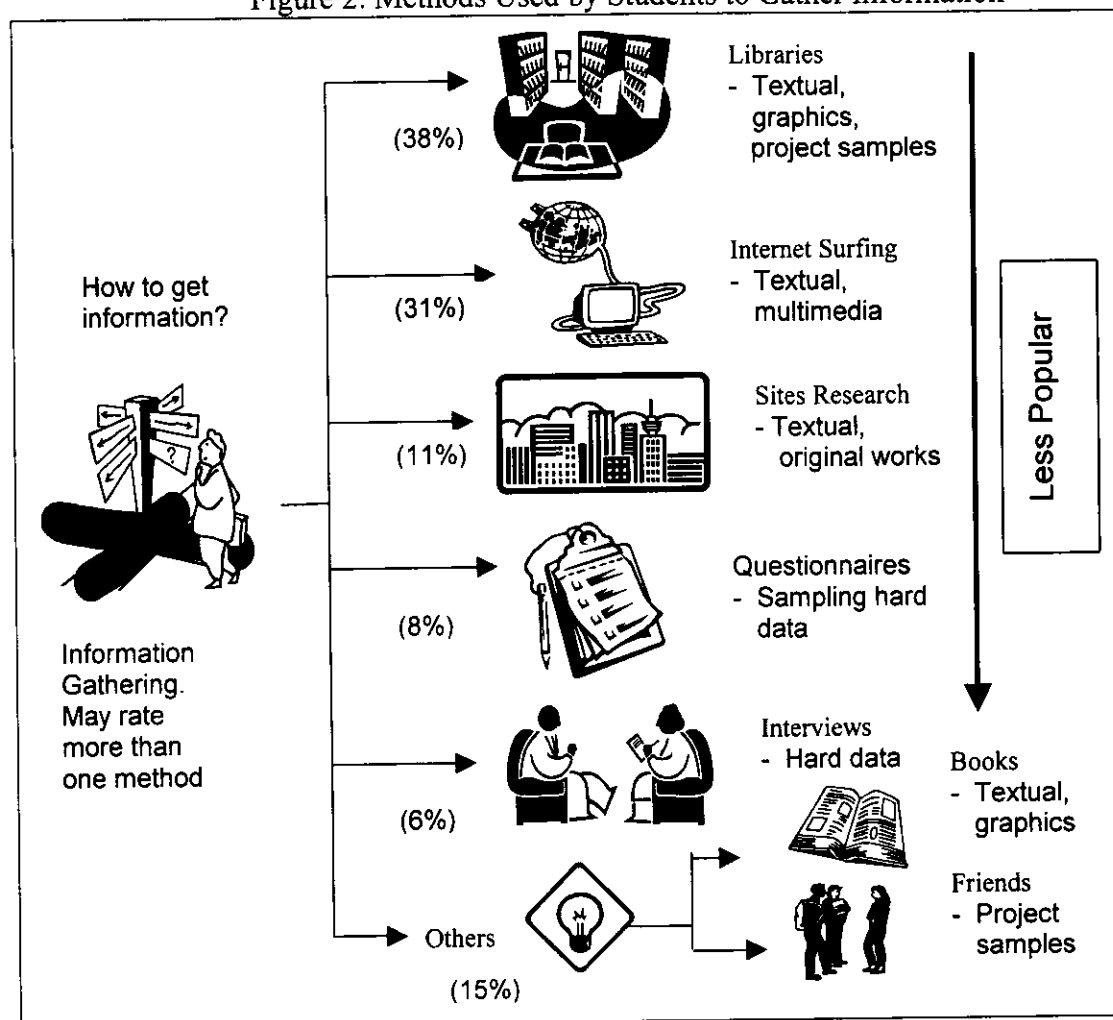 Figure 2: Methods Used by Students to Gather Information
How to get
information?
Information
Gathering.
May rate
more than
one method
(38%)
Libraries
- Textual,
graphics,
project samples
(31%)
Internet Surfing
- Textual,
multimedia
(11%)
Sites Research
- Textual,
original works
(8%)
Questionnaires
- Sampling hard
data
(6%)
Interviews
- Hard data
Others
(15%)
Books
- Textual,
graphics
Friends
- Project
samples
Less Popular
?